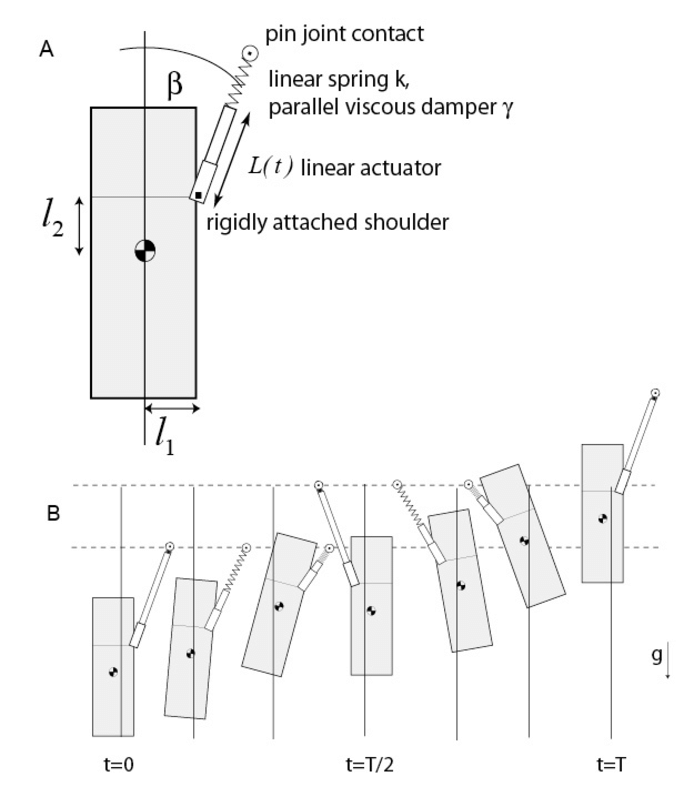 A
pin joint contact
β
linear spring k,
parallel viscous damper γ
L(t) linear actuator
l₂
rigidly attached shoulder
l₁
B
g
t=0
t=T/2
t=T